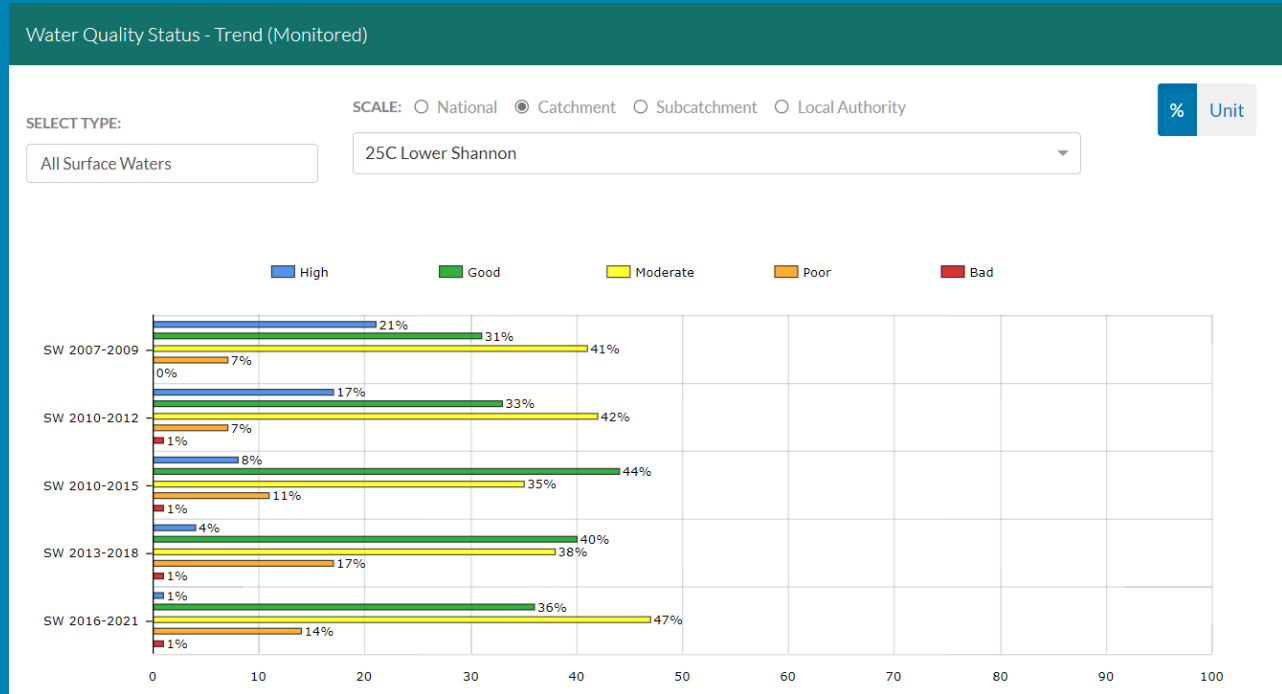 Water Quality Status - Trend (Monitored)
SCALE: National Catchment Subcatchment Local Authority
% Unit
SELECT TYPE:
All Surface Waters
25C Lower Shannon
High Good Moderate Poor Bad
21%
31%
SW 2007-2009 41%
7%
0%
17%
33%
SW 2010-2012 42%
7%
1%
8%
44%
SW 2010-2015 35%
11%
1%
4%
40%
SW 2013-2018 38%
17%
1%
1%
36%
SW 2016-2021 47%
14%
1%
0 10 20 30 40 50 60 70 80 90 100